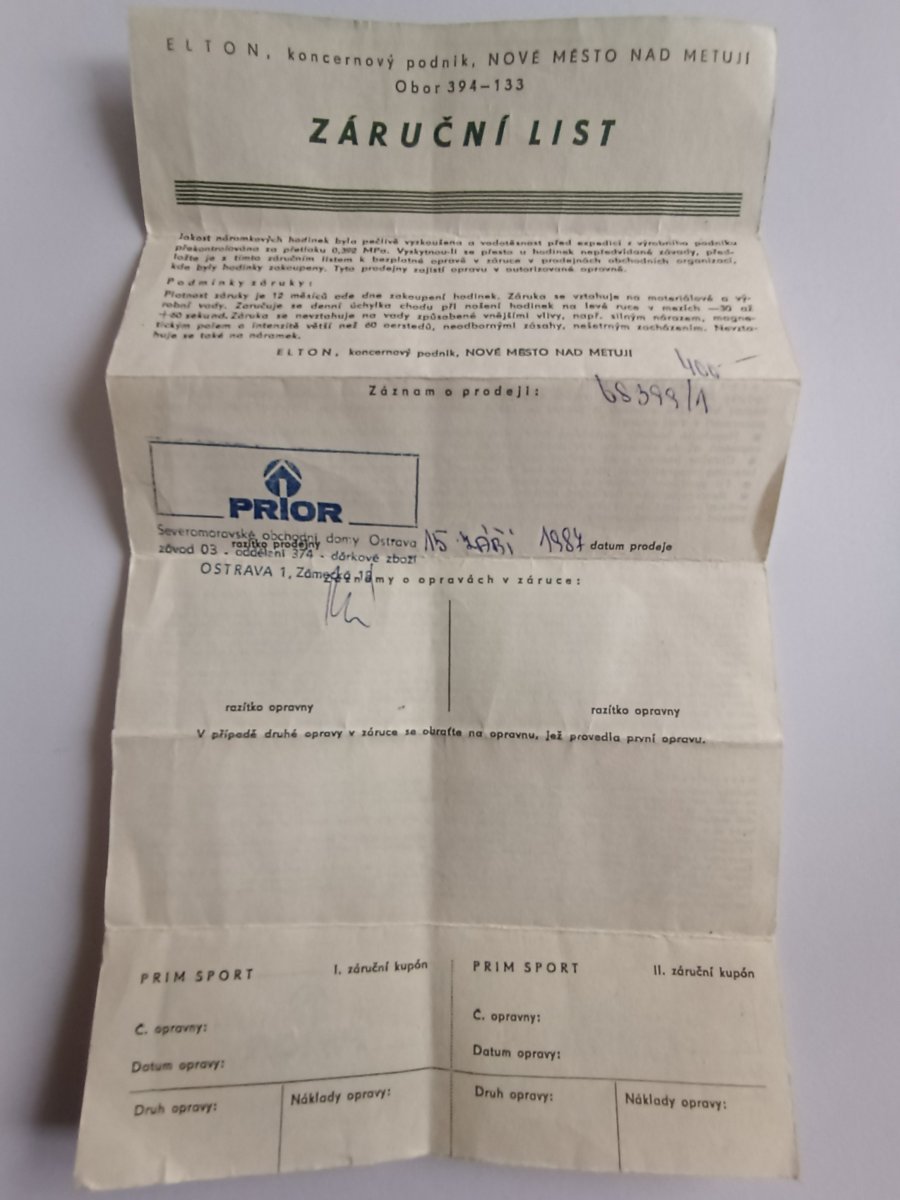 ELTON, koncernový podnik, NOVÉ MĚSTO NAD METUJÍ
Obor 394–133
ZÁRUČNÍ LIST
Jakost náramkových hodinek byla pečlivě vyzkoušena a vodotěsnost před expedicí z výrobního podniku
překontrolována za přetlaku 0,392 MPa. Vyskytnou-li se přesto u hodinek nepředvídané závady, před-
ložte je s tímto záručním listem k bezplatné opravě v záruce v prodejnách obchodních organizací,
kde byly hodinky zakoupeny. Tyto prodejny zajistí opravu v autorizované opravně.
Podmínky záruky:
Platnost záruky je 12 měsíců ode dne zakoupení hodinek. Záruka se vztahuje na materiálové a vý-
robní vady. Zaručuje se denní úchylka chodu při nošení hodinek na levé ruce v mezích —30 až
+60 sekund. Záruka se nevztahuje na vady způsobené vnějšími vlivy, např. silným nárazem, magne-
tickým polem o intenzitě větší než 60 oerstedů, neodbornými zásahy, nešetrným zacházením. Nevzta-
huje se také na náramek.
ELTON, koncernový podnik, NOVÉ MĚSTO NAD METUJÍ
400 —
Záznam o prodeji:
68399/1
PRIOR
Severomoravské obchodní domy Ostrava
razítko prodejny
15 ZÁŘÍ 1987 datum prodeje
závod 03 - oddělení 374 - dárkové zboží
OSTRAVA 1, Zámecká 18
Záznamy o opravách v záruce:
razítko opravny
razítko opravny
V případě druhé opravy v záruce se obraťte na opravnu, jež provedla první opravu.
PRIM SPORT I. záruční kupón
Č. opravny:
Datum opravy:
Druh opravy: Náklady opravy:
PRIM SPORT II. záruční kupón
Č. opravny:
Datum opravy:
Druh opravy: Náklady opravy: